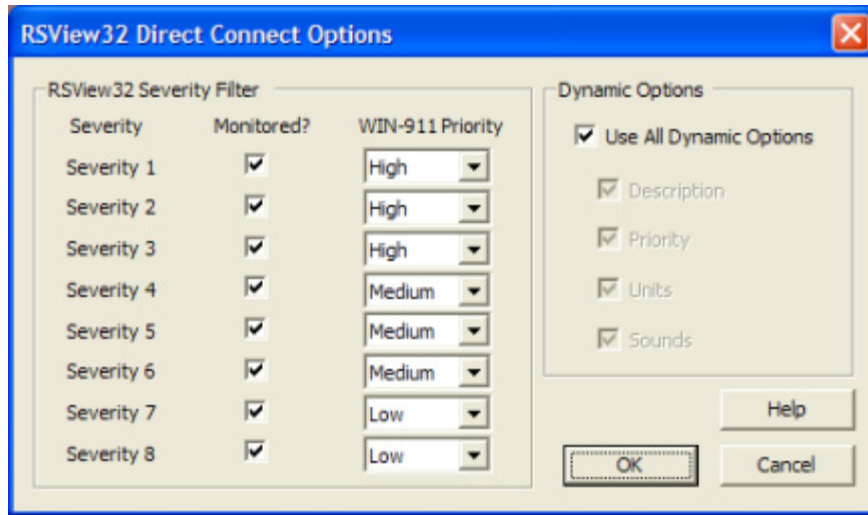 RSView32 Direct Connect Options
RSView32 Severity Filter
Severity Monitored? WIN-911 Priority
Severity 1 High
Severity 2 High
Severity 3 High
Severity 4 Medium
Severity 5 Medium
Severity 6 Medium
Severity 7 Low
Severity 8 Low
Dynamic Options
Use All Dynamic Options
Description
Priority
Units
Sounds
Help
OK Cancel